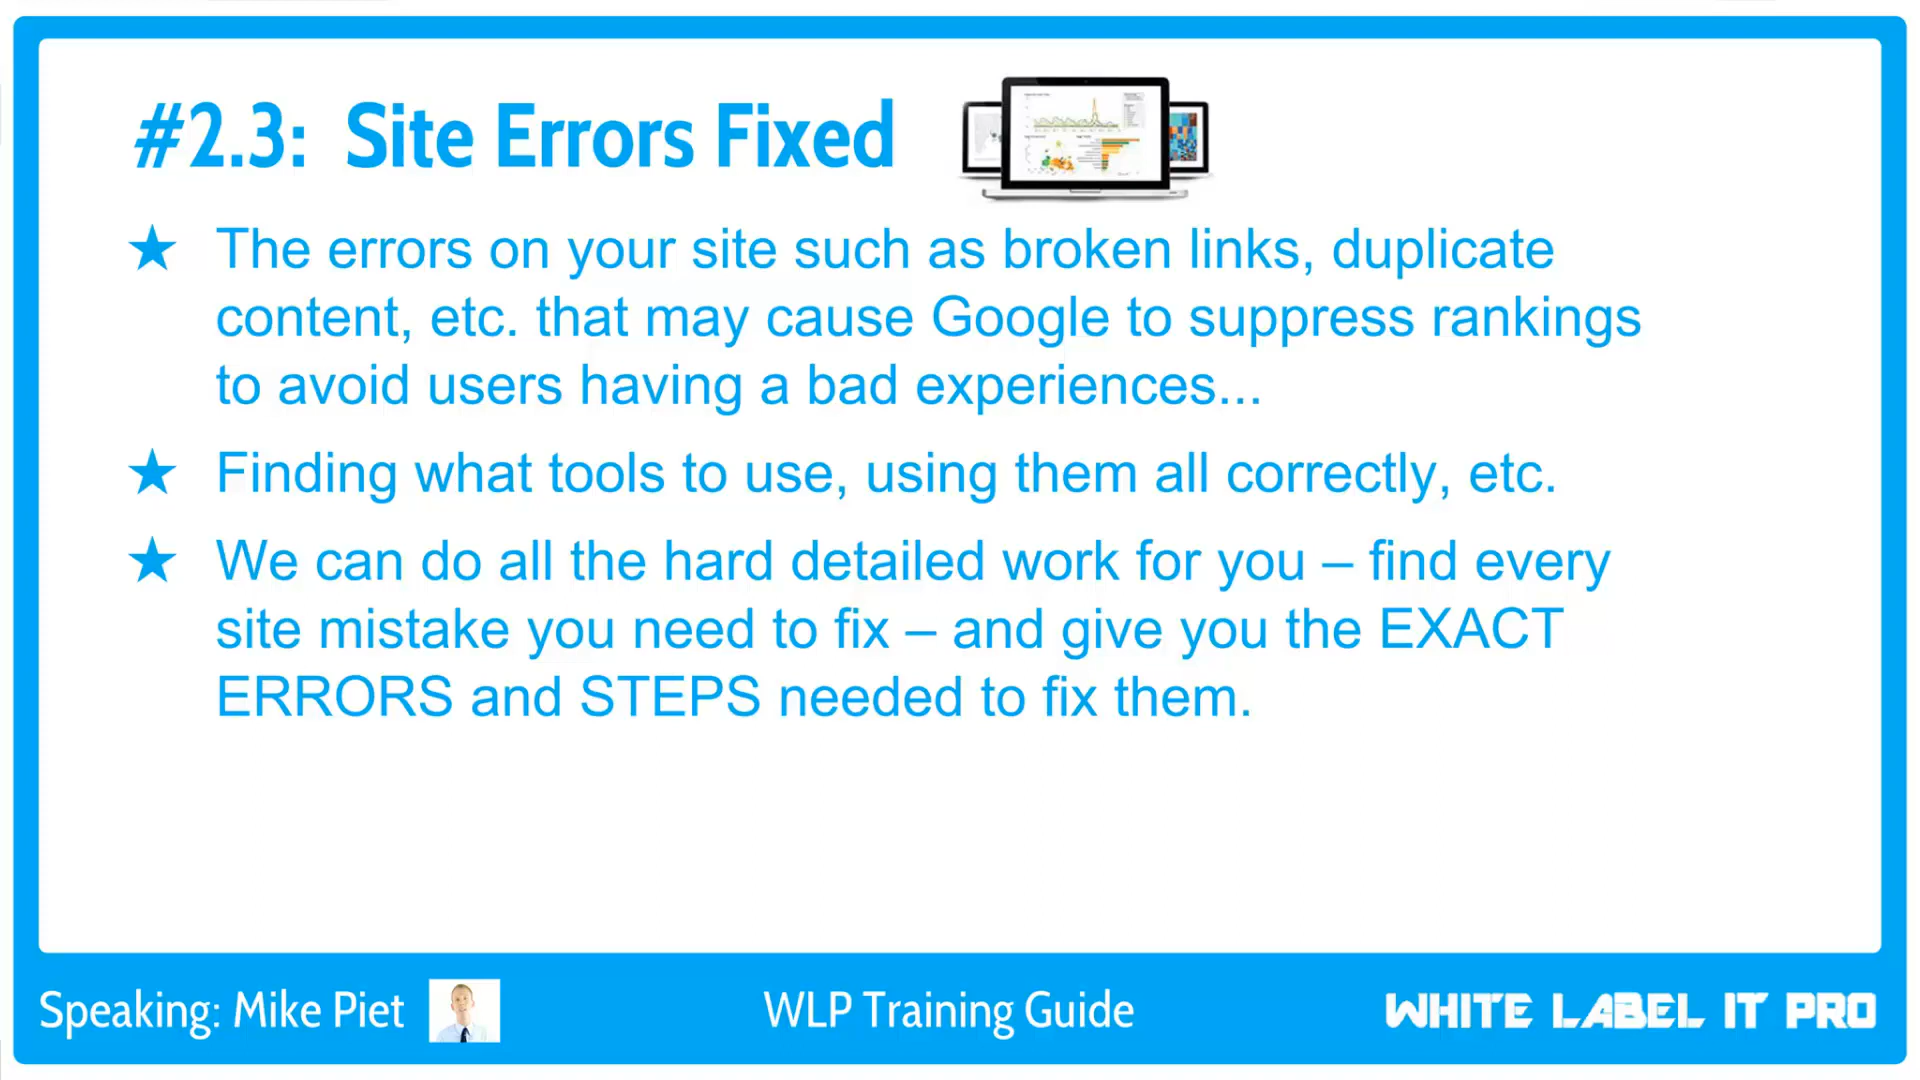 #2.3: Site Errors Fixed
★ The errors on your site such as broken links, duplicate
content, etc. that may cause Google to suppress rankings
to avoid users having a bad experiences...
★ Finding what tools to use, using them all correctly, etc.
★ We can do all the hard detailed work for you – find every
site mistake you need to fix – and give you the EXACT
ERRORS and STEPS needed to fix them.
Speaking: Mike Piet
WLP Training Guide
WHITE LABEL IT PRO